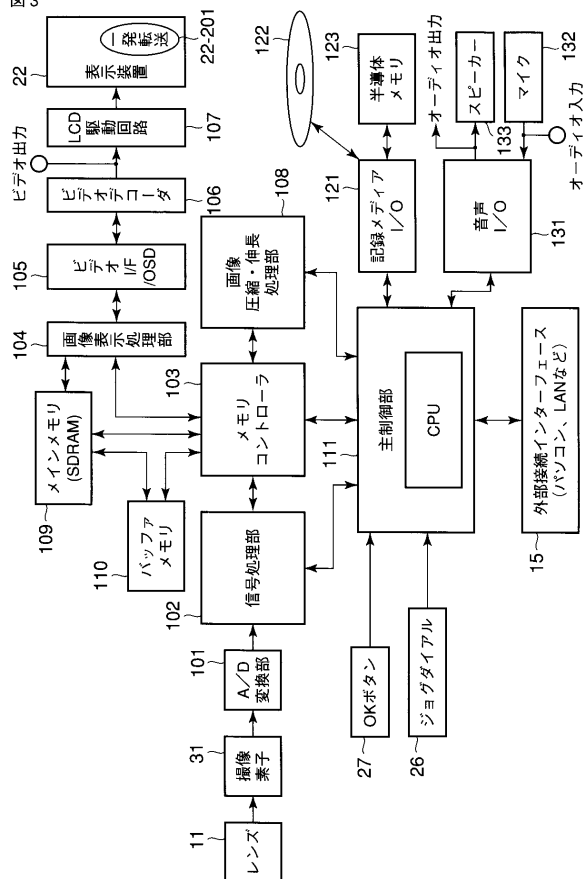 図3
レンズ
11
撮像
素子
31
A/D
変換部
101
信号処理部
102
メモリ
コントローラ
103
画像
圧縮・伸長
処理部
108
バッファ
メモリ
110
メインメモリ
(SDRAM)
109
画像表示処理部
104
ビデオ
I/F
/OSD
105
ビデオデコーダ
106
ビデオ出力
LCD
駆動回路
107
表示装置
22
一発転送
22-201
OKボタン
27
ジョグダイアル
26
主制御部
CPU
111
外部接続インターフェース
(パソコン、LANなど)
15
記録メディア
I/O
121
122
半導体
メモリ
123
音声
I/O
131
オーディオ出力
スピーカー
133
マイク
132
オーディオ入力